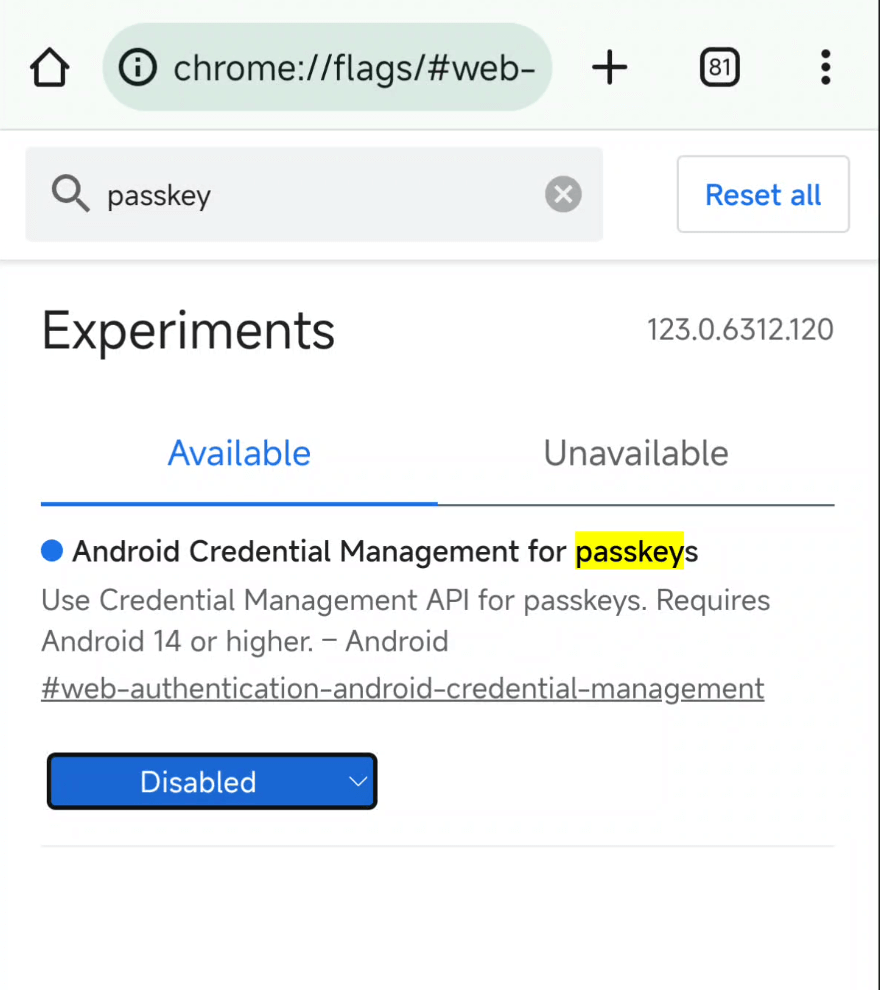 chrome://flags/#web-
81
passkey
Reset all
Experiments
123.0.6312.120
Available
Unavailable
Android Credential Management for passkeys
Use Credential Management API for passkeys. Requires
Android 14 or higher. – Android
#web-authentication-android-credential-management
Disabled